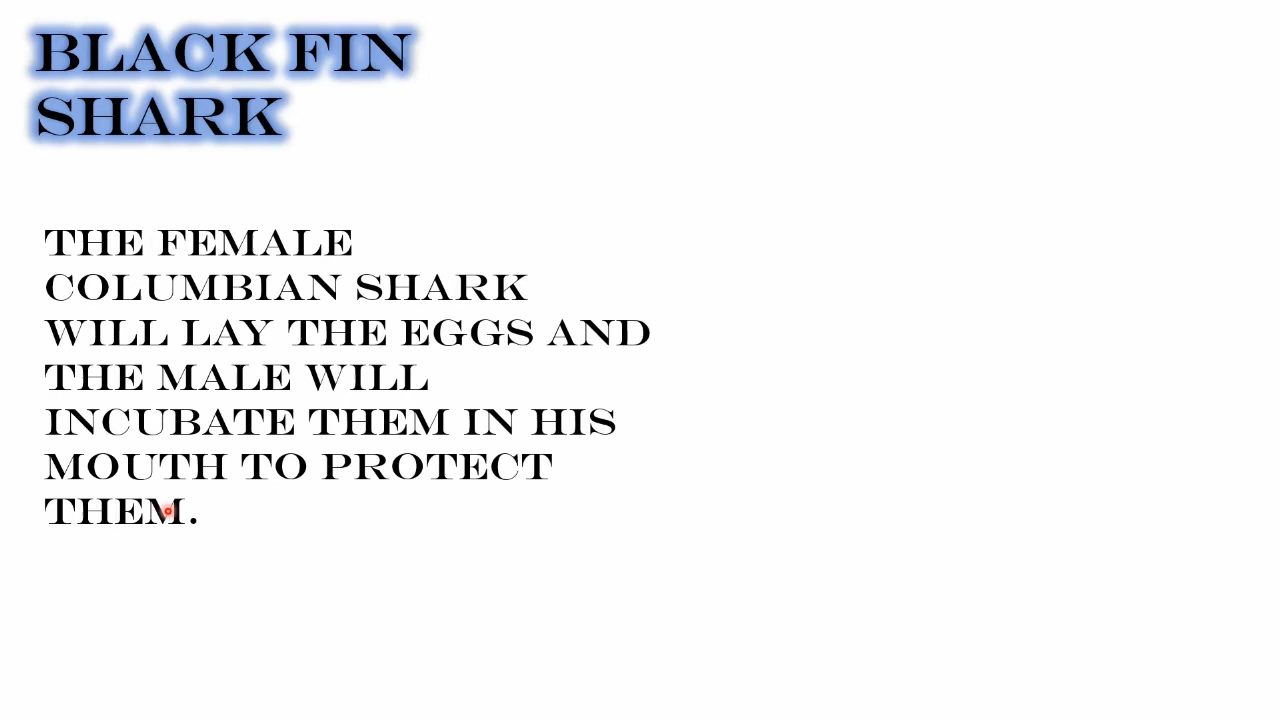 BLACK FIN
SHARK
THE FEMALE
COLUMBIAN SHARK
WILL LAY THE EGGS AND
THE MALE WILL
INCUBATE THEM IN HIS
MOUTH TO PROTECT
THEM.